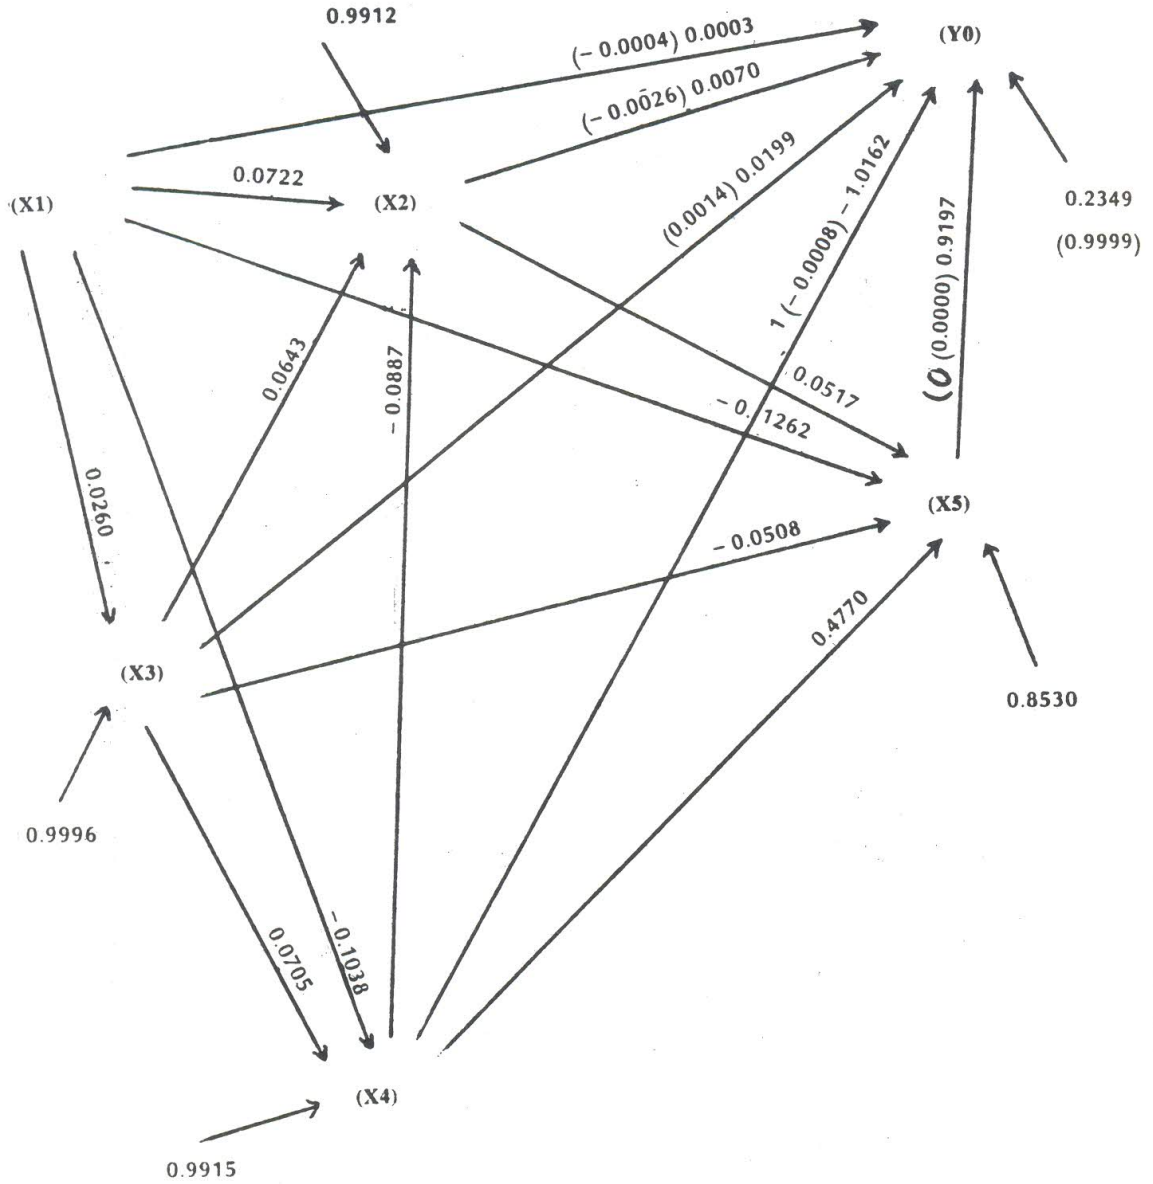 0.9912
(Y0)
(− 0.0004) 0.0003
(− 0.0026) 0.0070
(0.0014) 0.0199
1 (− 0.0008) − 1.0162
(0 (0.0000) 0.9197
0.2349
(0.9999)
(X1)
0.0722
(X2)
0.0643
− 0.0887
0.0517
− 0.1262
0.0260
(X5)
− 0.0508
0.4770
(X3)
0.8530
0.9996
0.0705
− 0.1038
(X4)
0.9915